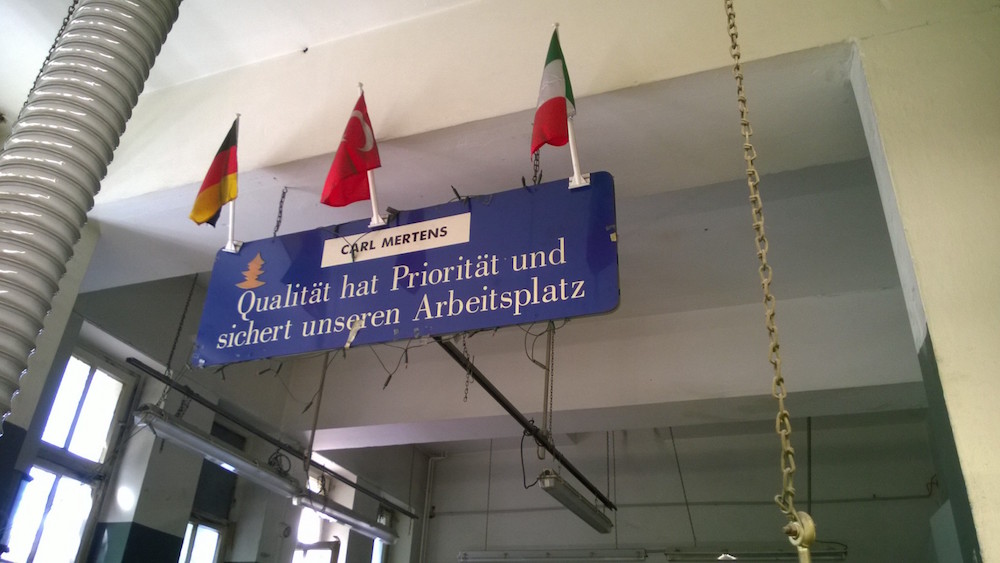 CARL MERTENS
Qualität hat Priorität und
sichert unseren Arbeitsplatz